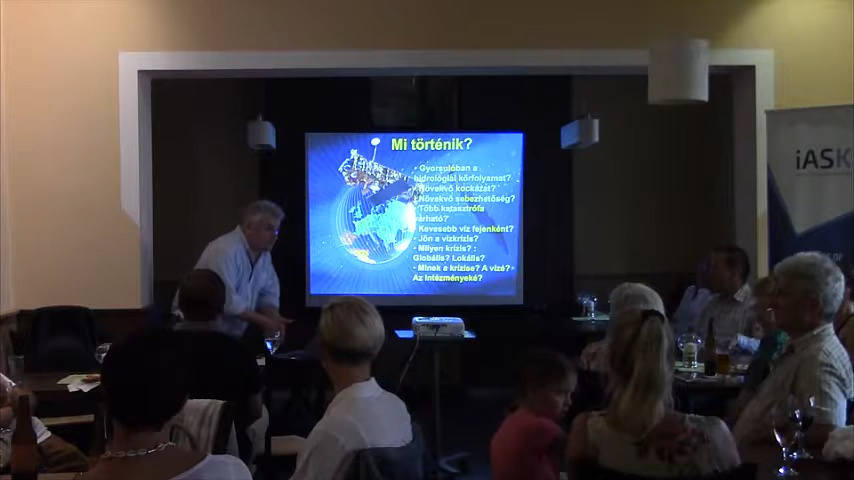 Mi történik?
• Gyorsulóban a
hidrológiai körfolyamat?
• Növekvő kockázat?
• Növekvő sebezhetőség?
• Több katasztrófa
várható?
• Kevesebb víz fejenként?
• Jön a vízkrízis?
• Milyen krízis? :
Globális? Lokális?
• Minek a krízise? A vízé?
Az intézményeké?
iASK